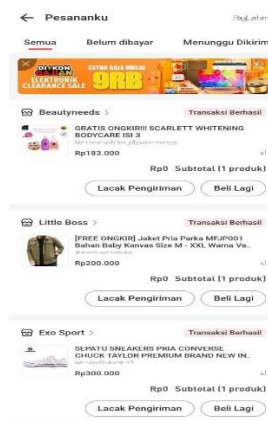 ← Pesananku PayLater
Semua Belum dibayar Menunggu Dikirim
ELEKTRONIK CLEARANCE SALE
EXTRA SALE MULAI
9RB
Beautyneeds > Transaksi Berhasil
GRATIS ONGKIR!!! SCARLETT WHITENING
BODYCARE ISI 3
Rp183.000 x1
Rp0 Subtotal (1 produk)
Lacak Pengiriman Beli Lagi
Little Boss > Transaksi Berhasil
[FREE ONGKIR] Jaket Pria Parka MFJP001
Bahan Baby Kanvas Size M - XXL Warna Va..
Rp200.000 x1
Rp0 Subtotal (1 produk)
Lacak Pengiriman Beli Lagi
Exo Sport > Transaksi Berhasil
SEPATU SNEAKERS PRIA CONVERSE
CHUCK TAYLOR PREMIUM BRAND NEW IN..
Rp300.000 x1
Rp0 Subtotal (1 produk)
Lacak Pengiriman Beli Lagi